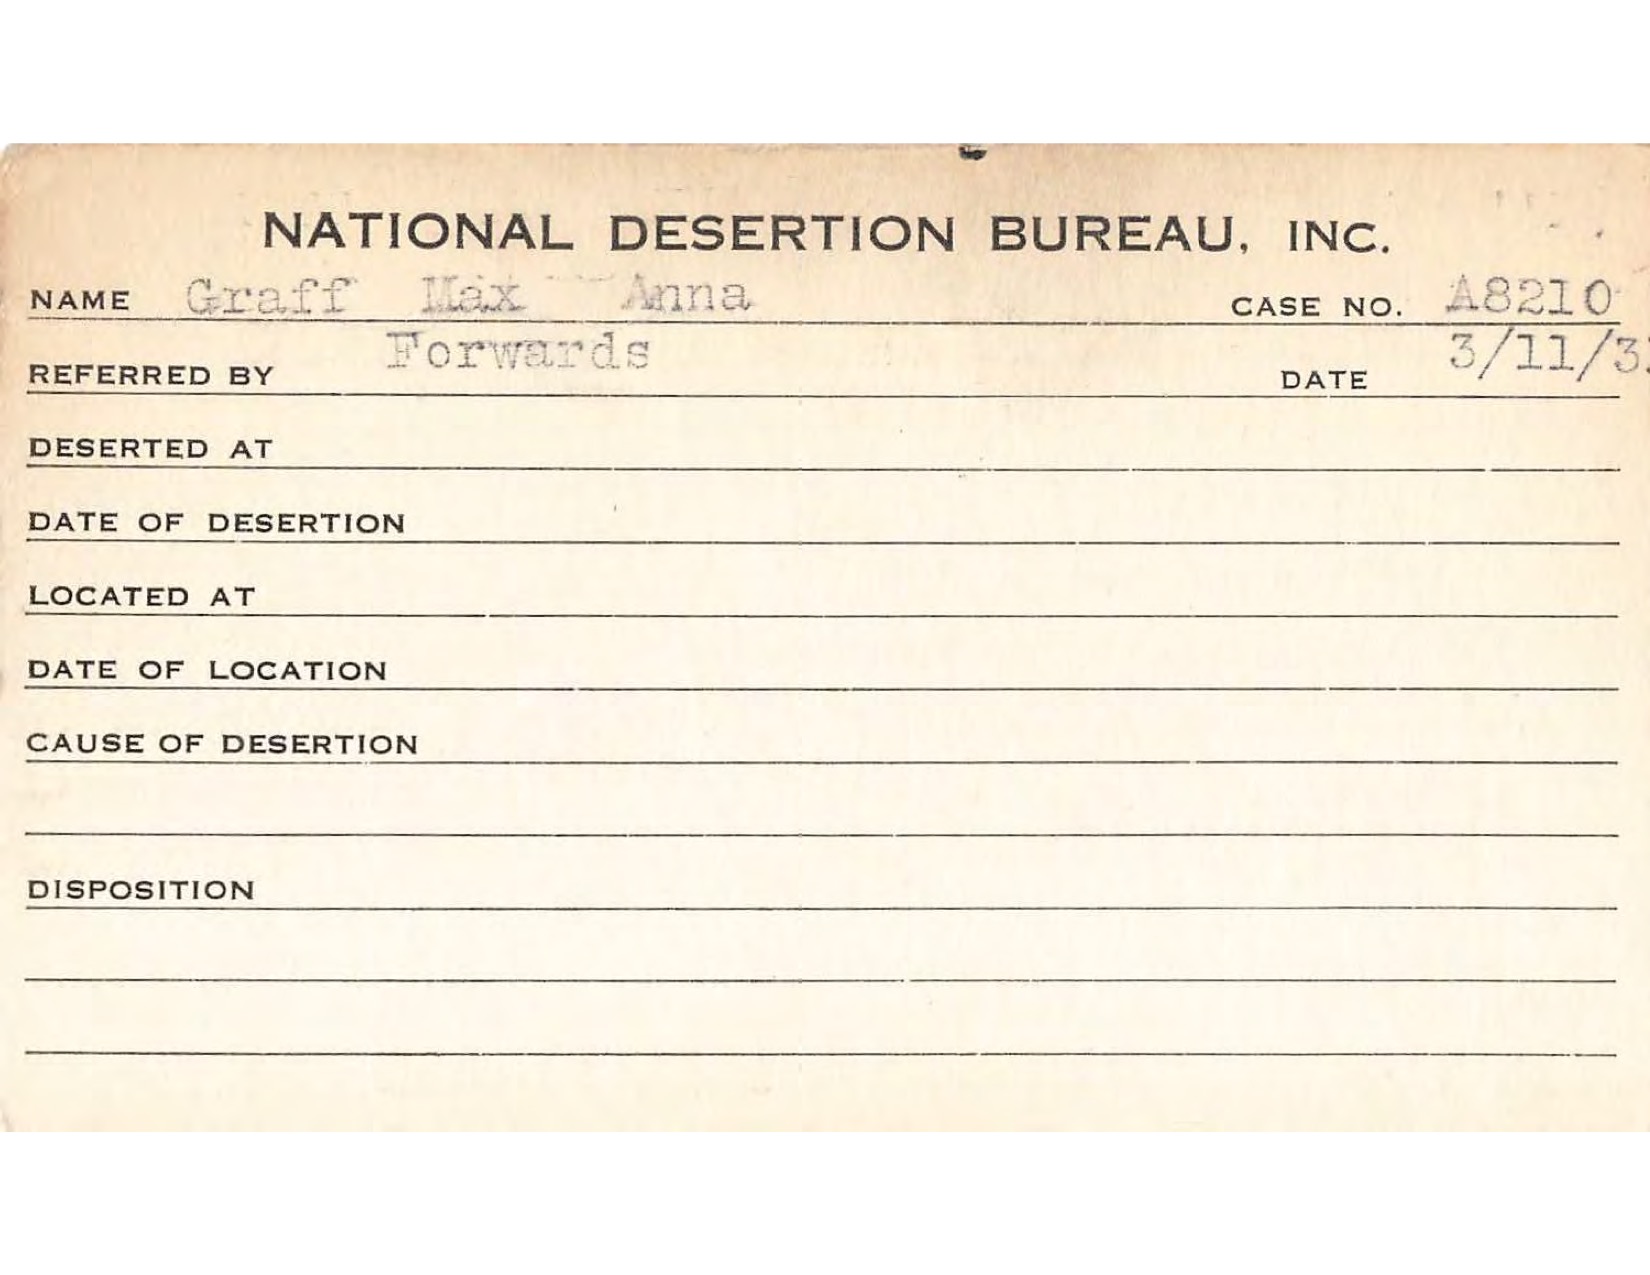 NATIONAL DESERTION BUREAU, INC.
NAME Graff Max Anna CASE NO. A8210
REFERRED BY Forwards DATE 3/11/3
DESERTED AT
DATE OF DESERTION
LOCATED AT
DATE OF LOCATION
CAUSE OF DESERTION
DISPOSITION